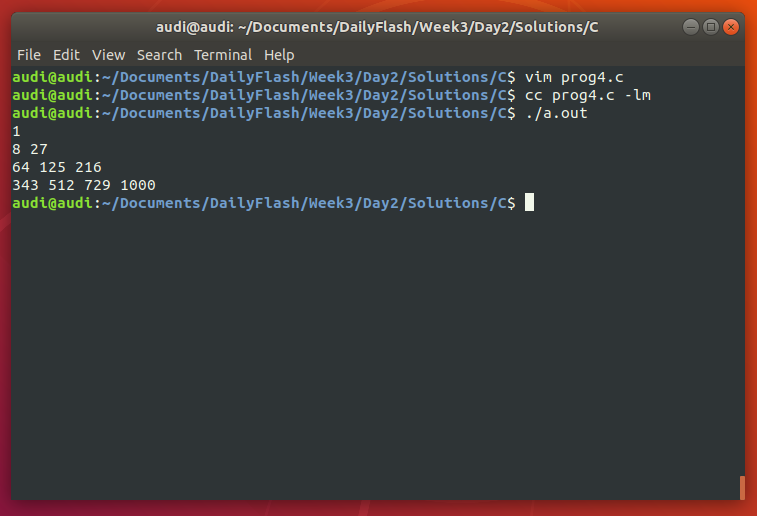 audi@audi: ~/Documents/DailyFlash/Week3/Day2/Solutions/C
File Edit View Search Terminal Help
audi@audi:~/Documents/DailyFlash/Week3/Day2/Solutions/C$ vim prog4.c
audi@audi:~/Documents/DailyFlash/Week3/Day2/Solutions/C$ cc prog4.c -lm
audi@audi:~/Documents/DailyFlash/Week3/Day2/Solutions/C$ ./a.out
1
8 27
64 125 216
343 512 729 1000
audi@audi:~/Documents/DailyFlash/Week3/Day2/Solutions/C$